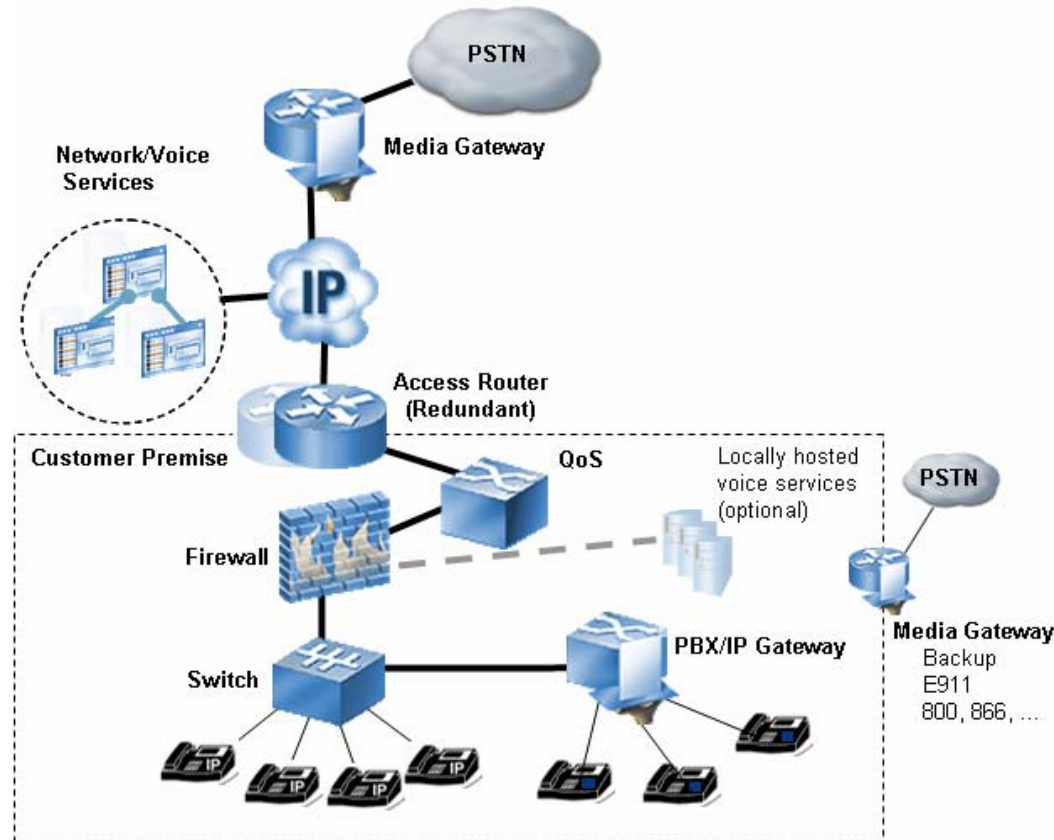 PSTN
Media Gateway
Network/Voice
Services
IP
Access Router
(Redundant)
Customer Premise
QoS
Locally hosted
voice services
(optional)
PSTN
Firewall
PBX/IP Gateway
Media Gateway
Backup
E911
800, 866, ...
Switch
IP
IP
IP
IP